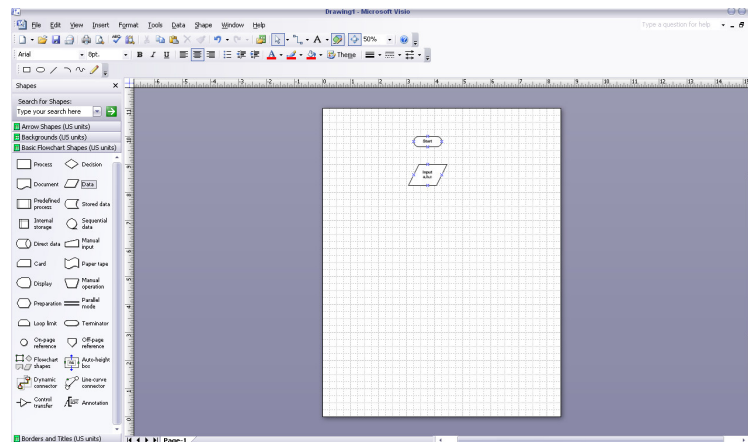 Drawing1 - Microsoft Visio
File Edit View Insert Format Tools Data Shape Window Help
Type a question for help
50%
Arial 8pt. B I U Theme
Shapes
Search for Shapes:
Type your search here
Arrow Shapes (US units)
Backgrounds (US units)
Basic Flowchart Shapes (US units)
Process Decision
Document Data
Predefined process Stored data
Internal storage Sequential data
Direct data Manual input
Card Paper tape
Display Manual operation
Preparation Parallel mode
Loop limit Terminator
On-page reference Off-page reference
Flowchart shapes Auto-height box
Dynamic connector Line-curve connector
Control transfer Annotation
Borders and Titles (US units)
Start
Input
Page-1